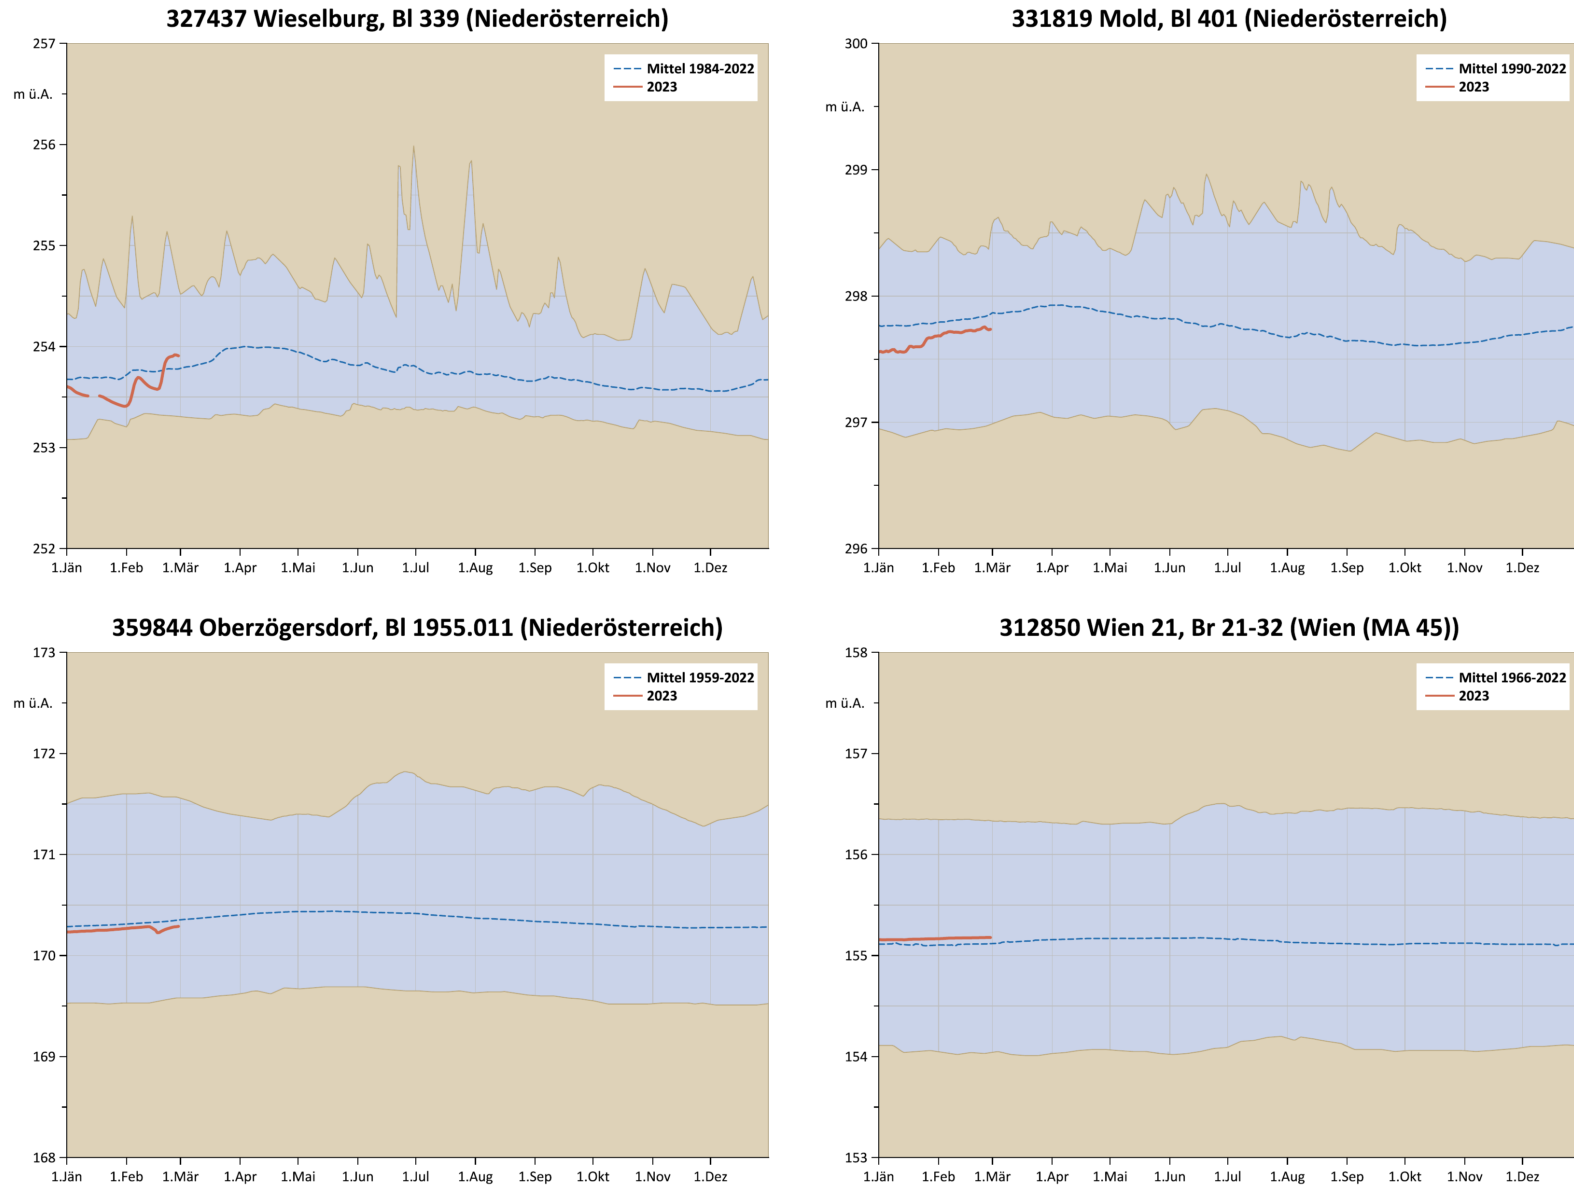 327437 Wieselburg, Bl 339 (Niederösterreich)
257
m ü.A.
256
255
254
253
252
Mittel 1984-2022
2023
1.Jän 1.Feb 1.Mär 1.Apr 1.Mai 1.Jun 1.Jul 1.Aug 1.Sep 1.Okt 1.Nov 1.Dez
331819 Mold, Bl 401 (Niederösterreich)
300
m ü.A.
299
298
297
296
Mittel 1990-2022
2023
1.Jän 1.Feb 1.Mär 1.Apr 1.Mai 1.Jun 1.Jul 1.Aug 1.Sep 1.Okt 1.Nov 1.Dez
359844 Oberzögersdorf, Bl 1955.011 (Niederösterreich)
173
m ü.A.
172
171
170
169
168
Mittel 1959-2022
2023
1.Jän 1.Feb 1.Mär 1.Apr 1.Mai 1.Jun 1.Jul 1.Aug 1.Sep 1.Okt 1.Nov 1.Dez
312850 Wien 21, Br 21-32 (Wien (MA 45))
158
m ü.A.
157
156
155
154
153
Mittel 1966-2022
2023
1.Jän 1.Feb 1.Mär 1.Apr 1.Mai 1.Jun 1.Jul 1.Aug 1.Sep 1.Okt 1.Nov 1.Dez